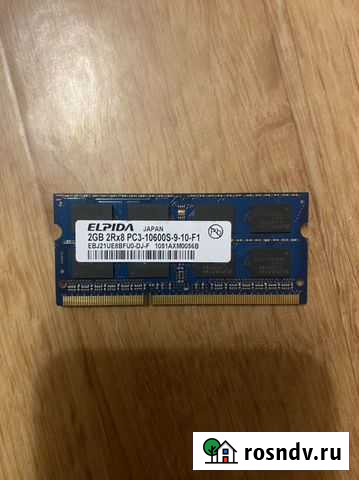 ELPIDA JAPAN
2GB 2Rx8 PC3-10600S-9-10-F1
EBJ21UE8BFU0-DJ-F 1051AXM0056B
rosndv.ru